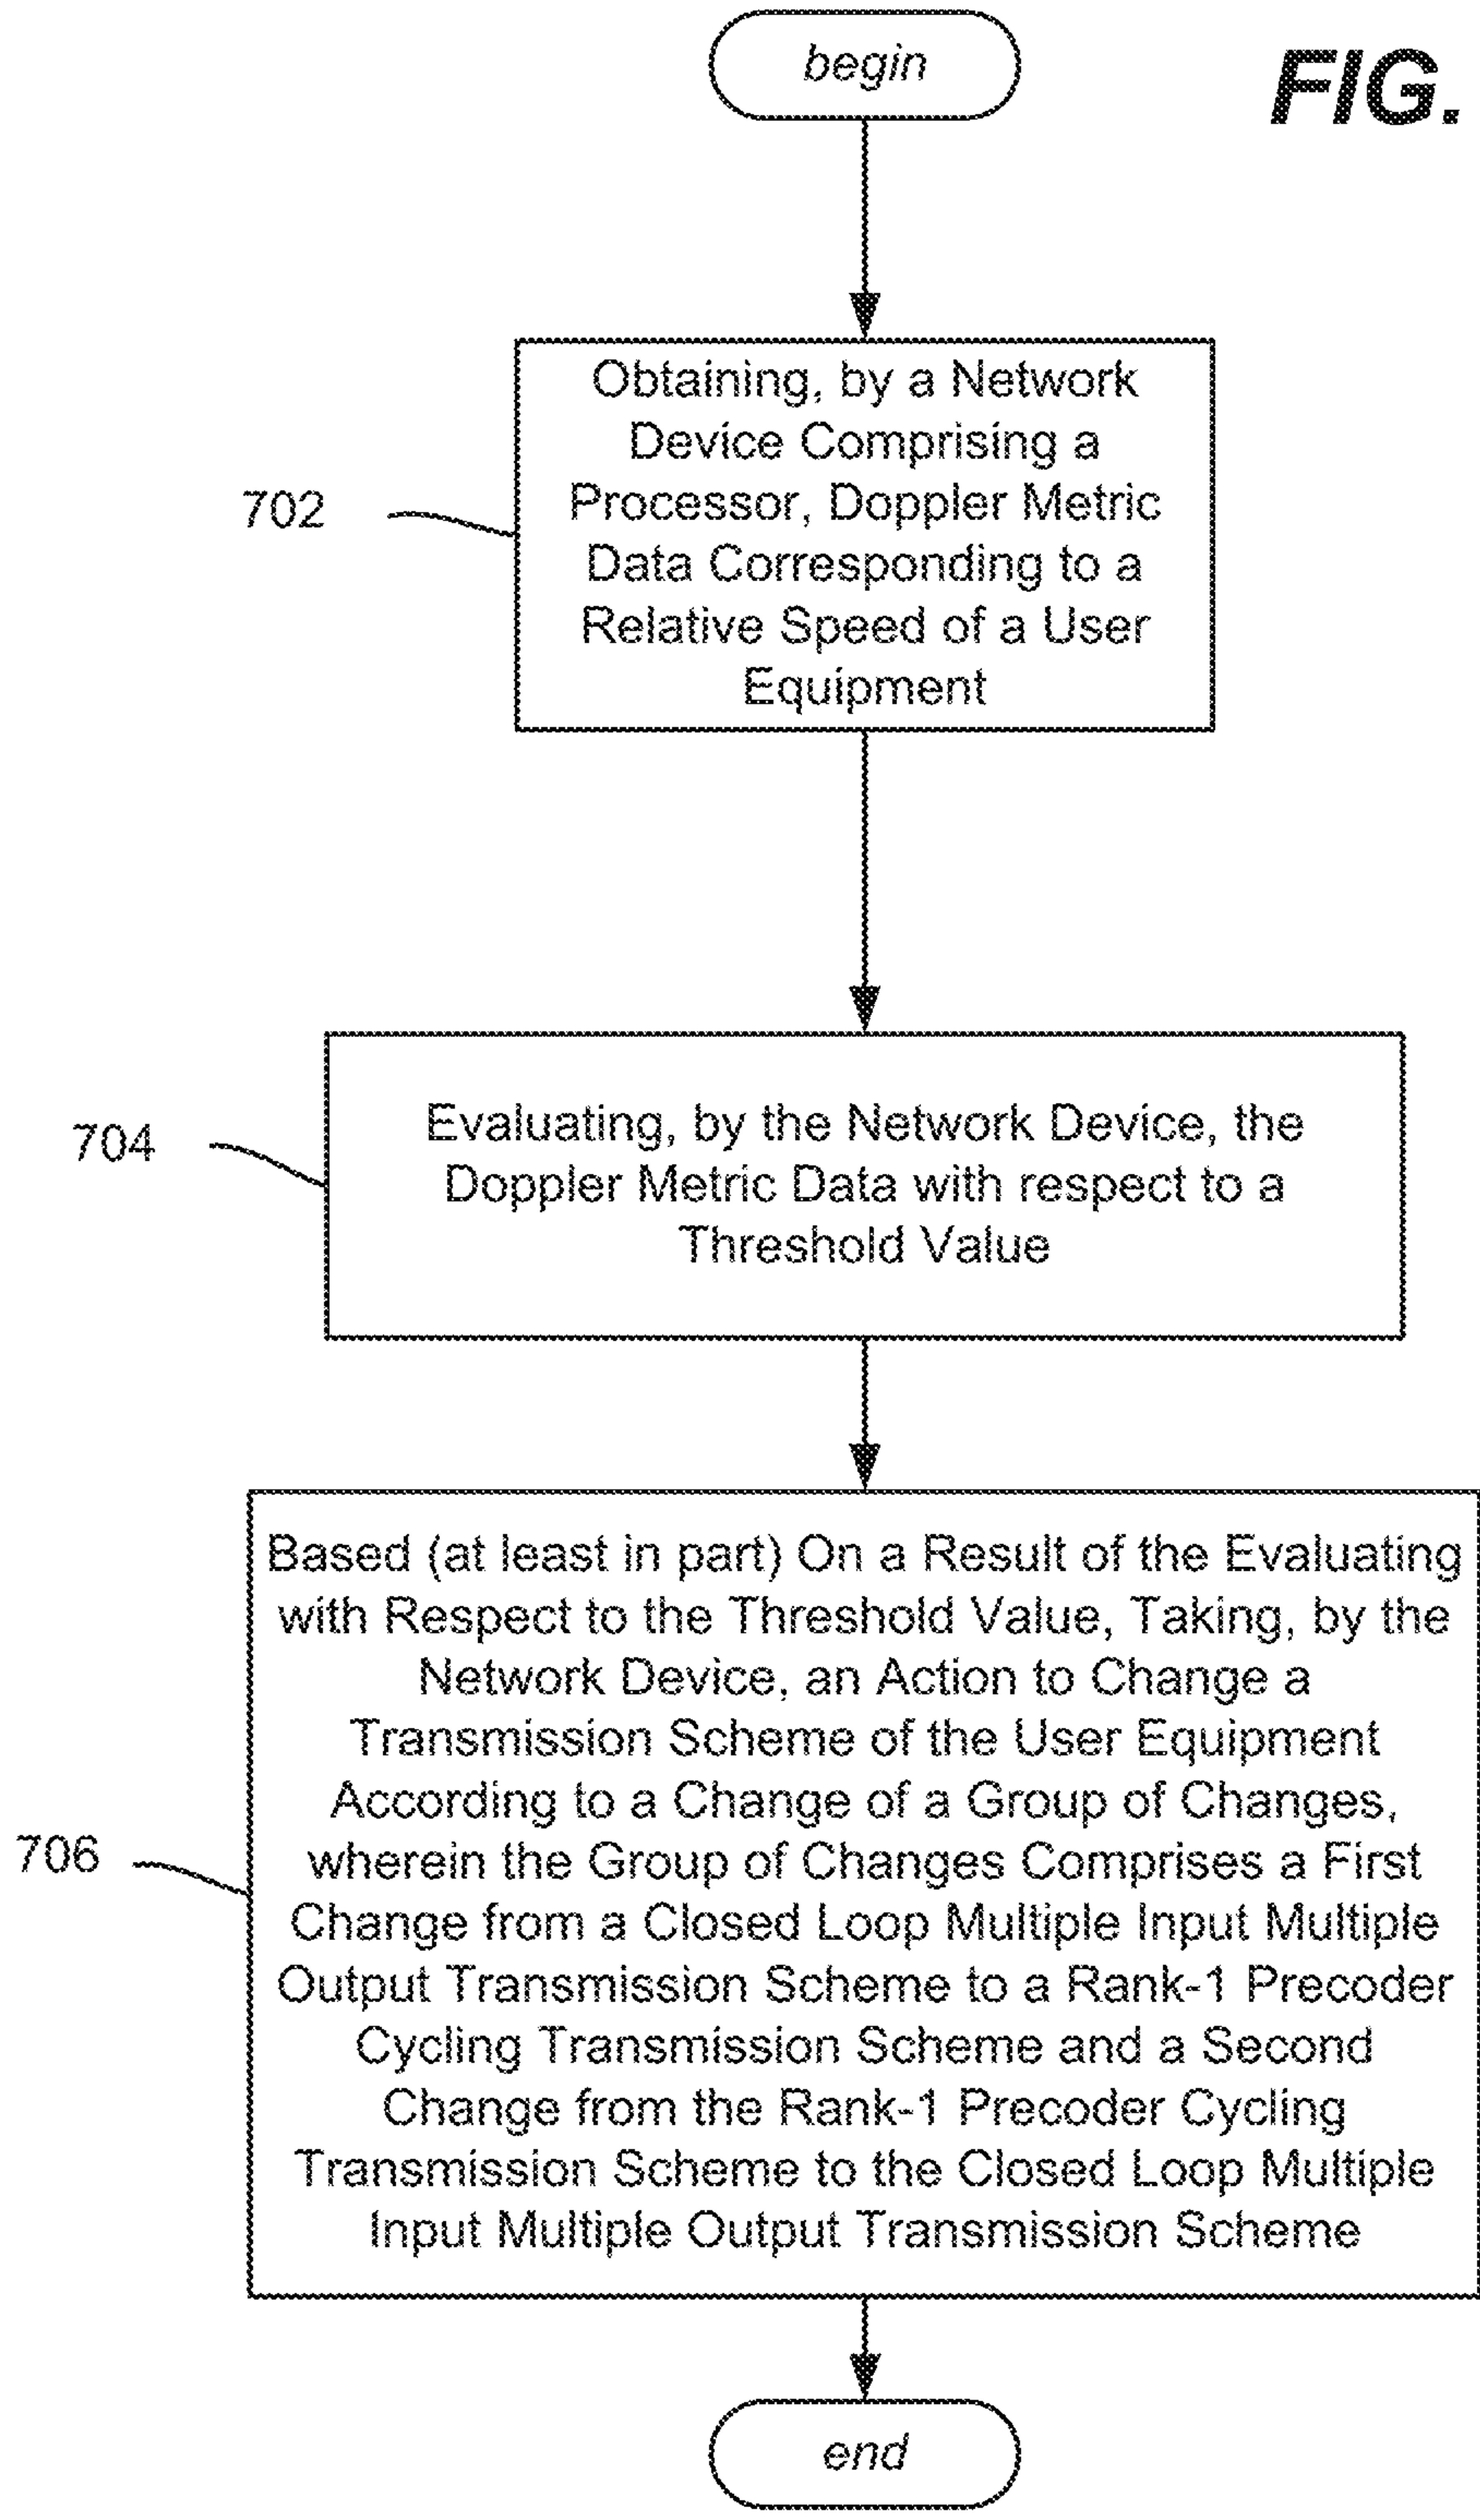 begin
FIG.
702
Obtaining, by a Network
Device Comprising a
Processor, Doppler Metric
Data Corresponding to a
Relative Speed of a User
Equipment
704
Evaluating, by the Network Device, the
Doppler Metric Data with respect to a
Threshold Value
706
Based (at least in part) On a Result of the Evaluating
with Respect to the Threshold Value, Taking, by the
Network Device, an Action to Change a
Transmission Scheme of the User Equipment
According to a Change of a Group of Changes,
wherein the Group of Changes Comprises a First
Change from a Closed Loop Multiple Input Multiple
Output Transmission Scheme to a Rank-1 Precoder
Cycling Transmission Scheme and a Second
Change from the Rank-1 Precoder Cycling
Transmission Scheme to the Closed Loop Multiple
Input Multiple Output Transmission Scheme
end